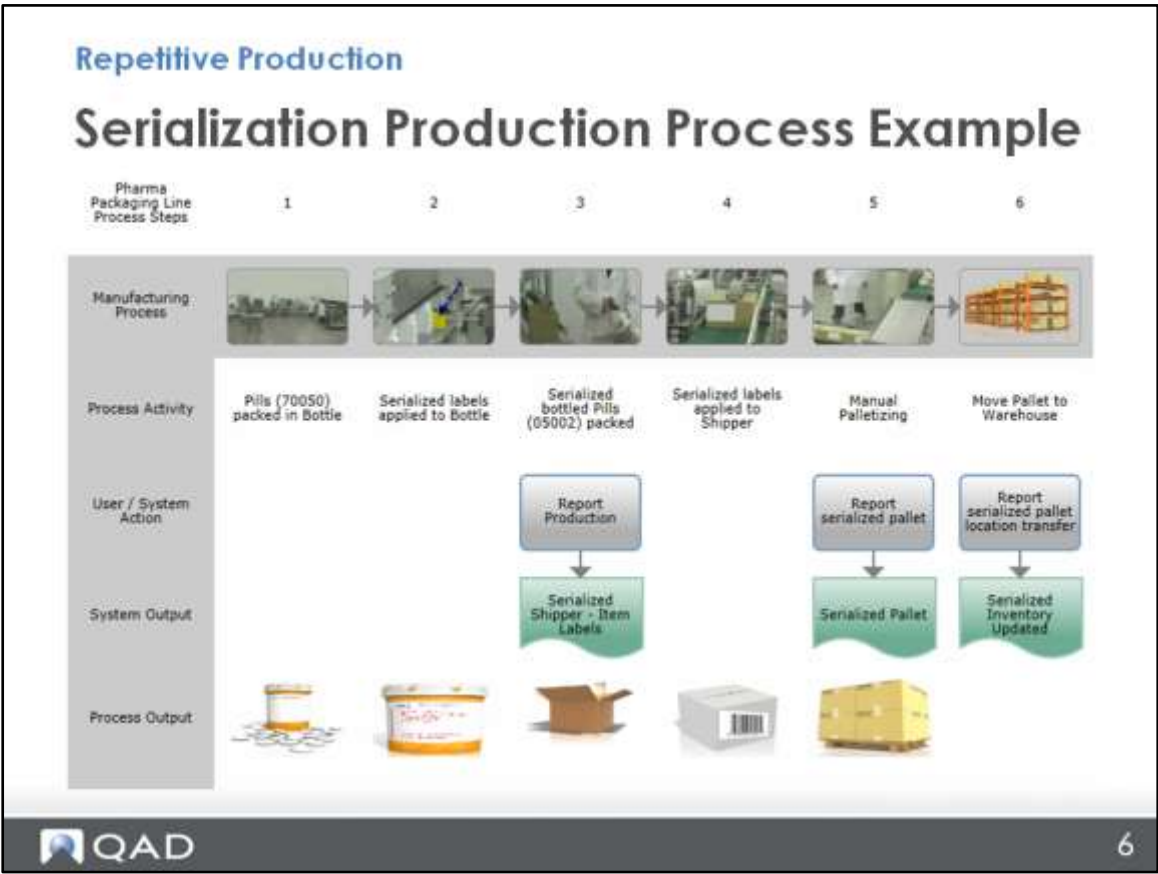 Repetitive Production
Serialization Production Process Example
Pharma
Packaging Line
Process Steps
1
2
3
4
5
6
Manufacturing
Process
Process Activity
Pills (70050)
packed in Bottle
Serialized labels
applied to Bottle
Serialized
bottled Pills
(05002) packed
Serialized labels
applied to
Shipper
Manual
Palletizing
Move Pallet to
Warehouse
User / System
Action
Report
Production
Report
serialized pallet
Report
serialized pallet
location transfer
System Output
Serialized
Shipper - Item
Labels
Serialized Pallet
Serialized
Inventory
Updated
Process Output
QAD
6